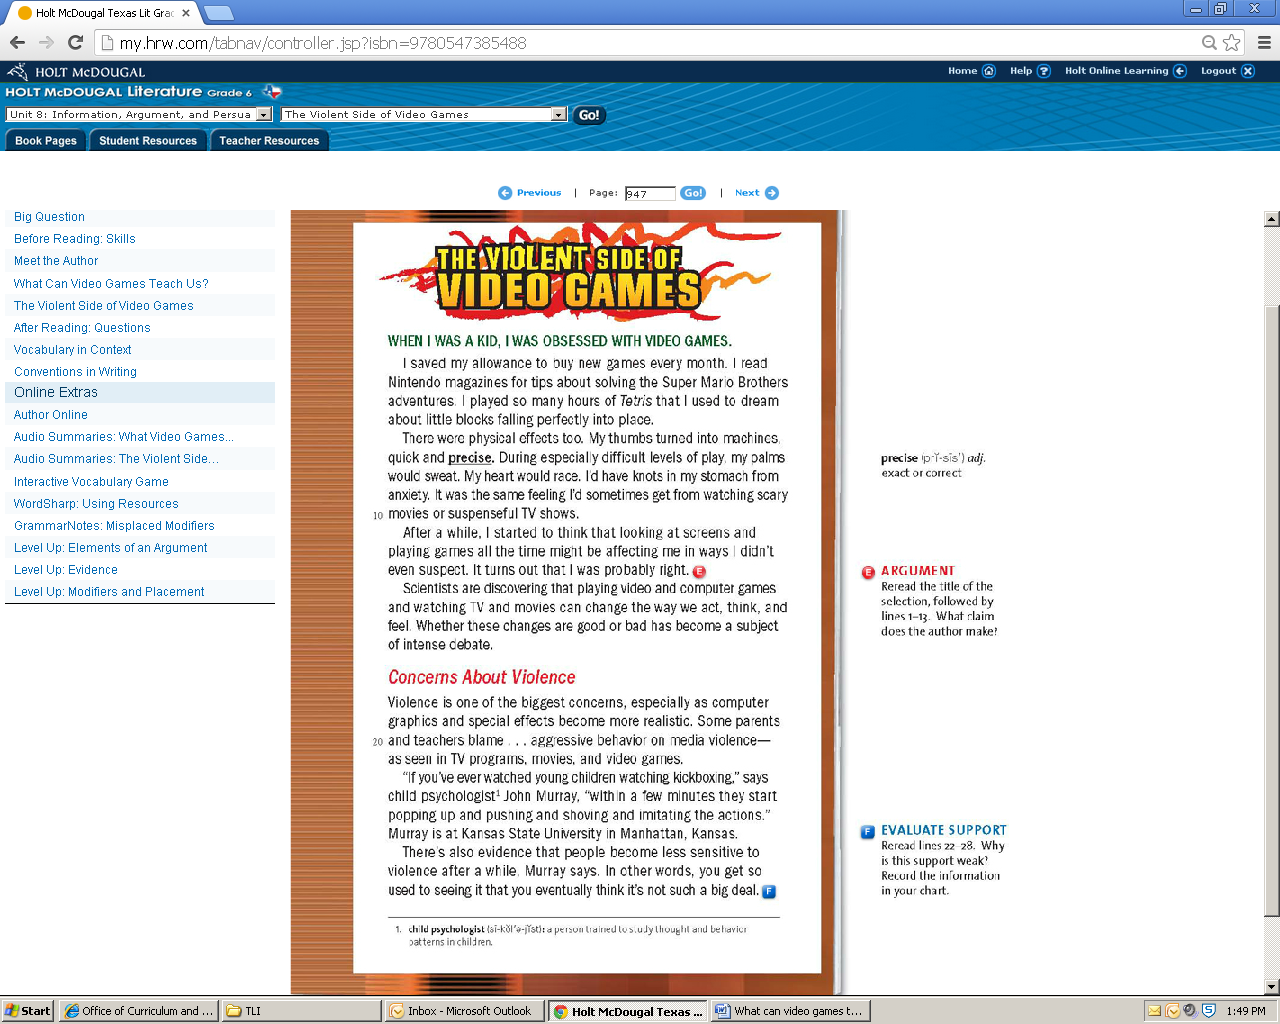 Holt McDougal Texas Lit Grad
my.hrw.com/tabnav/controller.jsp?isbn=9780547385488
HOLT McDOUGAL
Home Help ? Holt Online Learning Logout
HOLT McDOUGAL Literature Grade 6
Unit 8: Information, Argument, and Persua The Violent Side of Video Games Go!
Book Pages Student Resources Teacher Resources
Previous | Page: 947 Go! | Next
Big Question
Before Reading: Skills
Meet the Author
What Can Video Games Teach Us?
The Violent Side of Video Games
After Reading: Questions
Vocabulary in Context
Conventions in Writing
Online Extras
Author Online
Audio Summaries: What Video Games...
Audio Summaries: The Violent Side...
Interactive Vocabulary Game
WordSharp: Using Resources
GrammarNotes: Misplaced Modifiers
Level Up: Elements of an Argument
Level Up: Evidence
Level Up: Modifiers and Placement
THE VIOLENT SIDE OF
VIDEO GAMES
WHEN I WAS A KID, I WAS OBSESSED WITH VIDEO GAMES.
I saved my allowance to buy new games every month. I read
Nintendo magazines for tips about solving the Super Mario Brothers
adventures. I played so many hours of Tetris that I used to dream
about little blocks falling perfectly into place.
There were physical effects too. My thumbs turned into machines,
quick and precise. During especially difficult levels of play, my palms
would sweat. My heart would race. I'd have knots in my stomach from
anxiety. It was the same feeling I'd sometimes get from watching scary
10 movies or suspenseful TV shows.
After a while, I started to think that looking at screens and
playing games all the time might be affecting me in ways I didn't
even suspect. It turns out that I was probably right. E
Scientists are discovering that playing video and computer games
and watching TV and movies can change the way we act, think, and
feel. Whether these changes are good or bad has become a subject
of intense debate.
Concerns About Violence
Violence is one of the biggest concerns, especially as computer
graphics and special effects become more realistic. Some parents
20 and teachers blame . . . aggressive behavior on media violence—
as seen in TV programs, movies, and video games.
“If you've ever watched young children watching kickboxing,” says
child psychologist1 John Murray, “within a few minutes they start
popping up and pushing and shoving and imitating the actions.”
Murray is at Kansas State University in Manhattan, Kansas.
There's also evidence that people become less sensitive to
violence after a while, Murray says. In other words, you get so
used to seeing it that you eventually think it's not such a big deal. F
1. child psychologist (sī-kŏl′ə-jĭst): a person trained to study thought and behavior
patterns in children.
precise (prĭ-sīs′) adj.
exact or correct
E ARGUMENT
Reread the title of the
selection, followed by
lines 1–13. What claim
does the author make?
F EVALUATE SUPPORT
Reread lines 22–28. Why
is this support weak?
Record the information
in your chart.
Start Office of Curriculum and ... TLI Inbox - Microsoft Outlook Holt McDougal Texas ... What can video games t... 1:49 PM